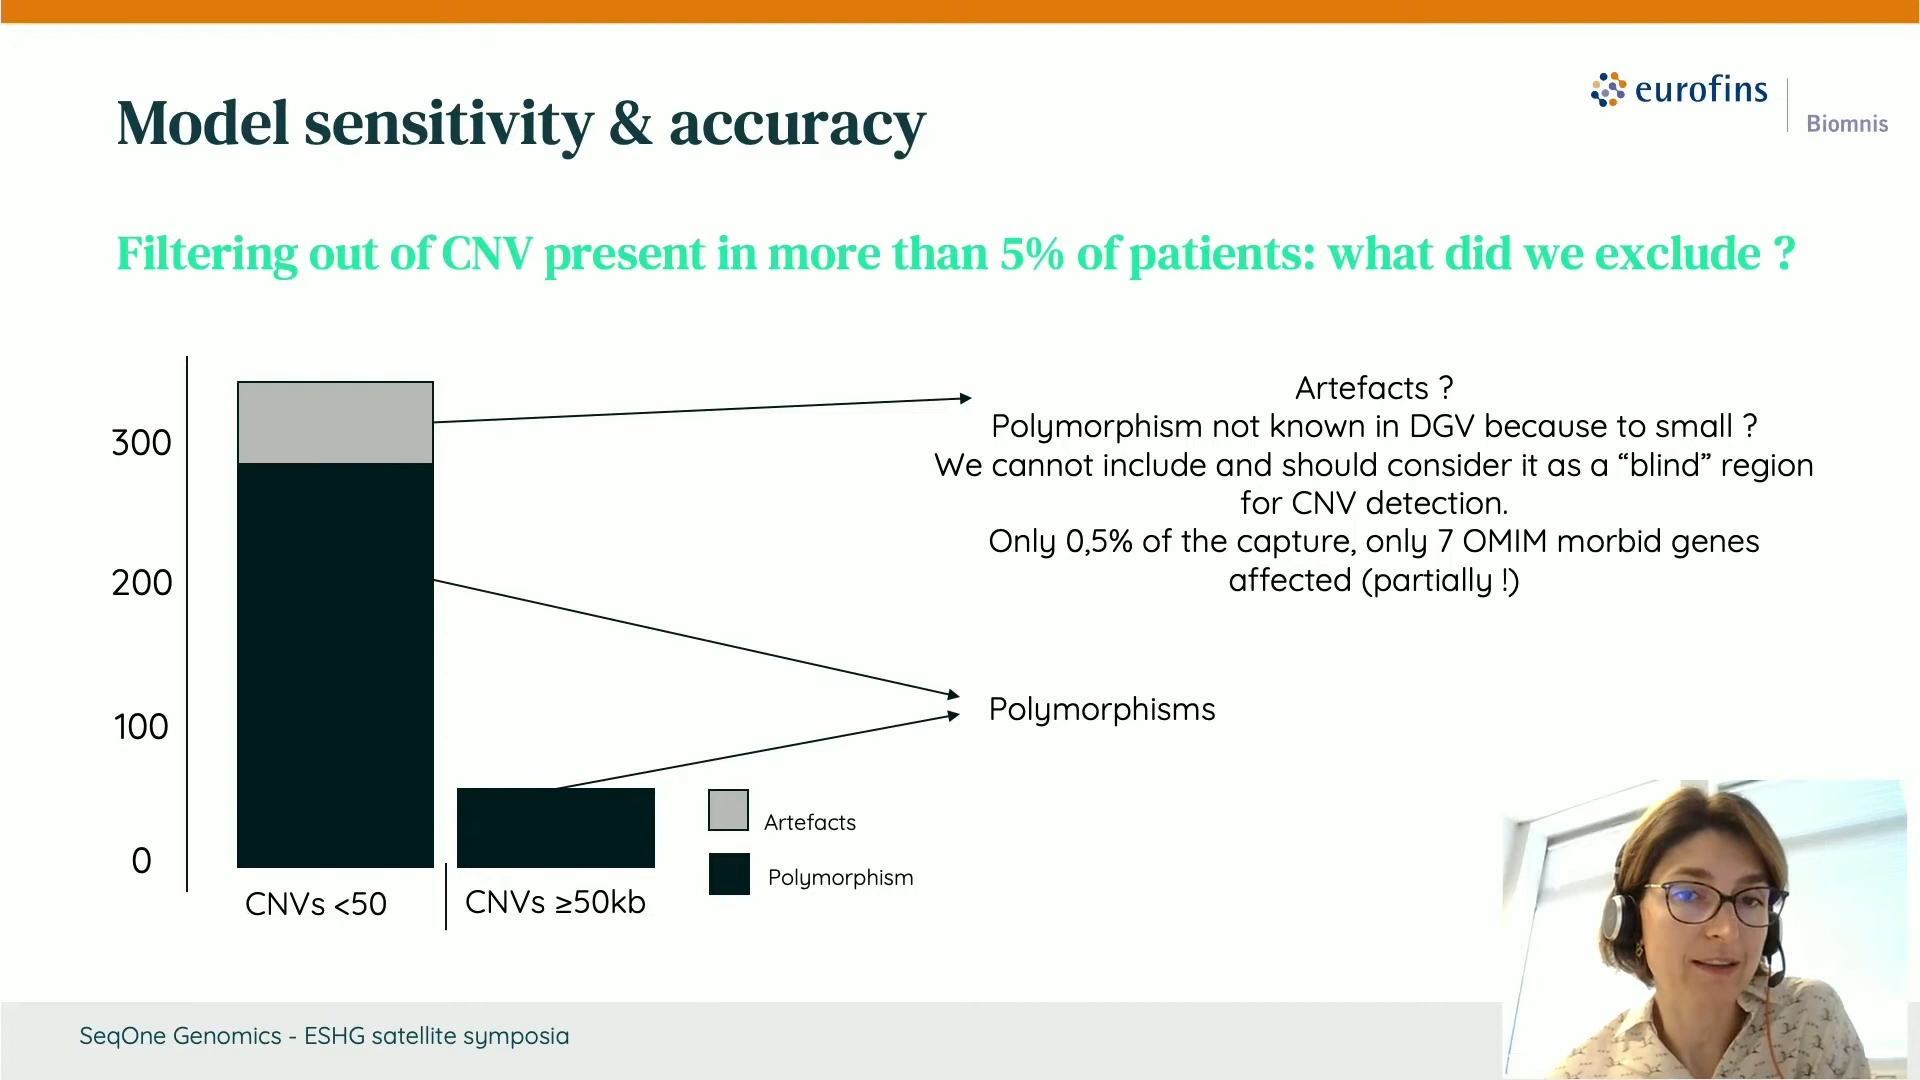 eurofins
Biomnis
Model sensitivity & accuracy
Filtering out of CNV present in more than 5% of patients: what did we exclude ?
300
200
100
0
CNVs <50
CNVs ≥50kb
Artefacts
Polymorphism
Artefacts ?
Polymorphism not known in DGV because to small ?
We cannot include and should consider it as a “blind” region
for CNV detection.
Only 0,5% of the capture, only 7 OMIM morbid genes
affected (partially !)
Polymorphisms
SeqOne Genomics - ESHG satellite symposia